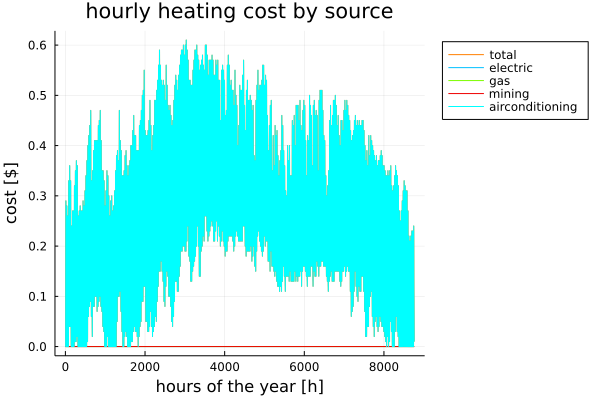 hourly heating cost by source
total
electric
gas
mining
airconditioning
cost [$]
0.6
0.5
0.4
0.3
0.2
0.1
0.0
0 2000 4000 6000 8000
hours of the year [h]